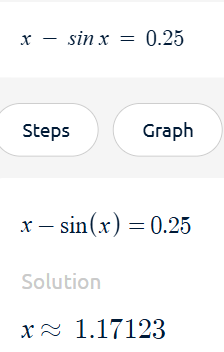 x − sin x = 0.25
Steps Graph
x − sin(x) = 0.25
Solution
x ≈ 1.17123